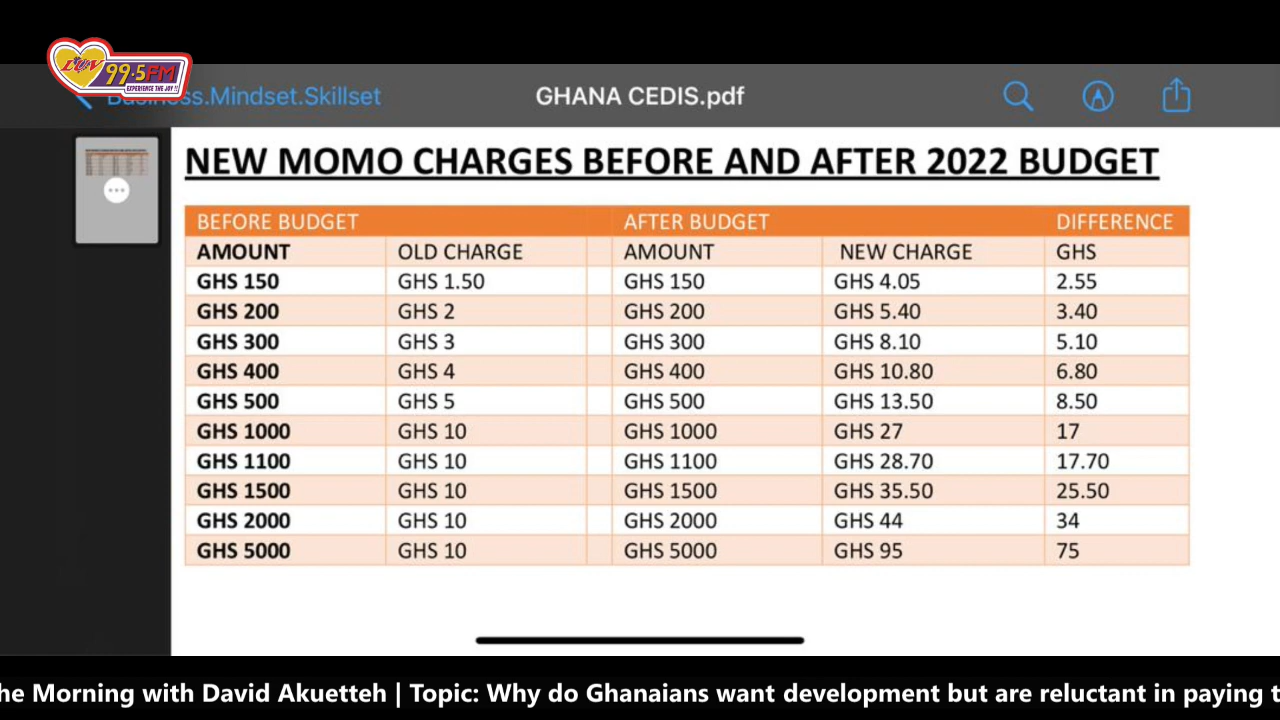 LUV 99.5FM
EXPERIENCE THE JOY !!
Business.Mindset.Skillset GHANA CEDIS.pdf
NEW MOMO CHARGES BEFORE AND AFTER 2022 BUDGET
BEFORE BUDGET AFTER BUDGET DIFFERENCE
AMOUNT OLD CHARGE AMOUNT NEW CHARGE GHS
GHS 150 GHS 1.50 GHS 150 GHS 4.05 2.55
GHS 200 GHS 2 GHS 200 GHS 5.40 3.40
GHS 300 GHS 3 GHS 300 GHS 8.10 5.10
GHS 400 GHS 4 GHS 400 GHS 10.80 6.80
GHS 500 GHS 5 GHS 500 GHS 13.50 8.50
GHS 1000 GHS 10 GHS 1000 GHS 27 17
GHS 1100 GHS 10 GHS 1100 GHS 28.70 17.70
GHS 1500 GHS 10 GHS 1500 GHS 35.50 25.50
GHS 2000 GHS 10 GHS 2000 GHS 44 34
GHS 5000 GHS 10 GHS 5000 GHS 95 75
he Morning with David Akuetteh | Topic: Why do Ghanaians want development but are reluctant in paying t